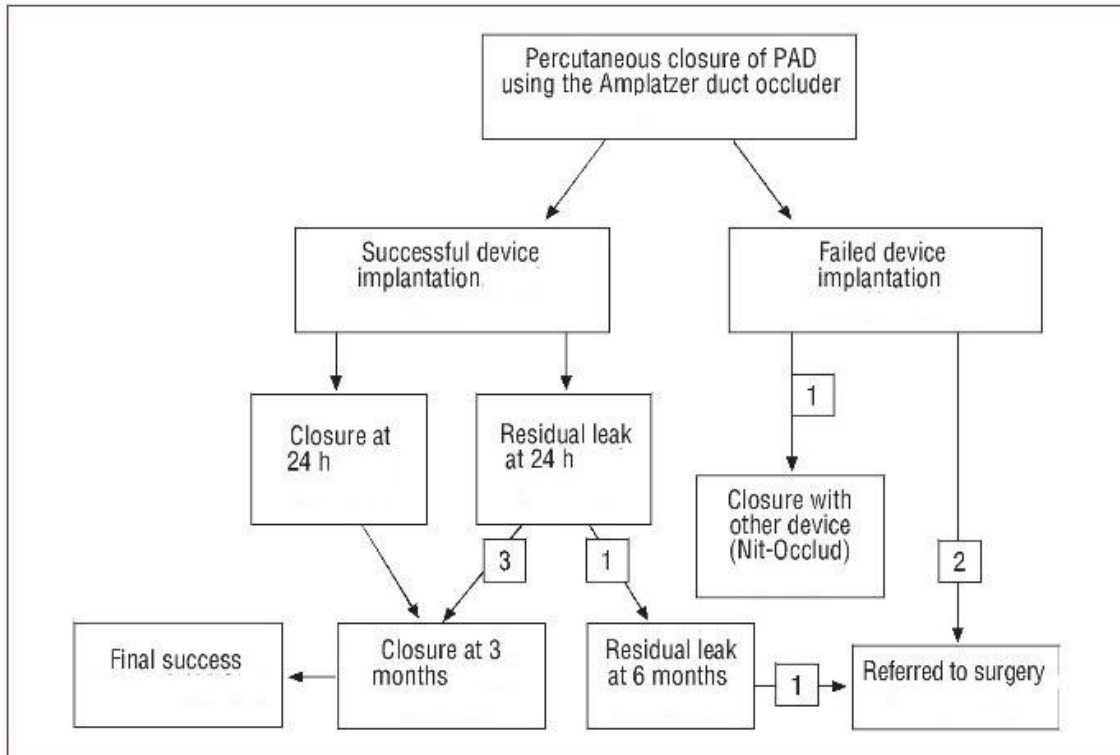 Percutaneous closure of PAD
using the Amplatzer duct occluder
Successful device
implantation
Failed device
implantation
1
Closure at
24 h
Residual leak
at 24 h
Closure with
other device
(Nit-Occlud)
3
1
2
Final success
Closure at 3
months
Residual leak
at 6 months
1
Referred to surgery